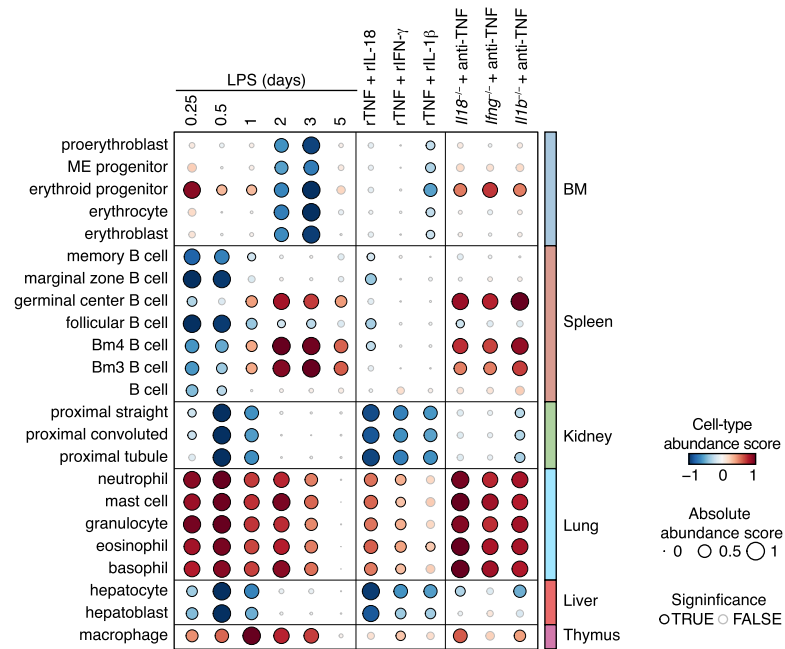 LPS (days)
0.25
0.5
1
2
3
5
rTNF + rIL-18
rTNF + rIFN-γ
rTNF + rIL-1β
Il18–/– + anti-TNF
Ifng–/– + anti-TNF
Il1b–/– + anti-TNF
proerythroblast
ME progenitor
erythroid progenitor
erythrocyte
erythroblast
BM
memory B cell
marginal zone B cell
germinal center B cell
follicular B cell
Bm4 B cell
Bm3 B cell
B cell
Spleen
proximal straight
proximal convoluted
proximal tubule
Kidney
neutrophil
mast cell
granulocyte
eosinophil
basophil
Lung
hepatocyte
hepatoblast
Liver
macrophage
Thymus
Cell-type
abundance score
−1 0 1
Absolute
abundance score
0 0.5 1
Signinficance
TRUE FALSE